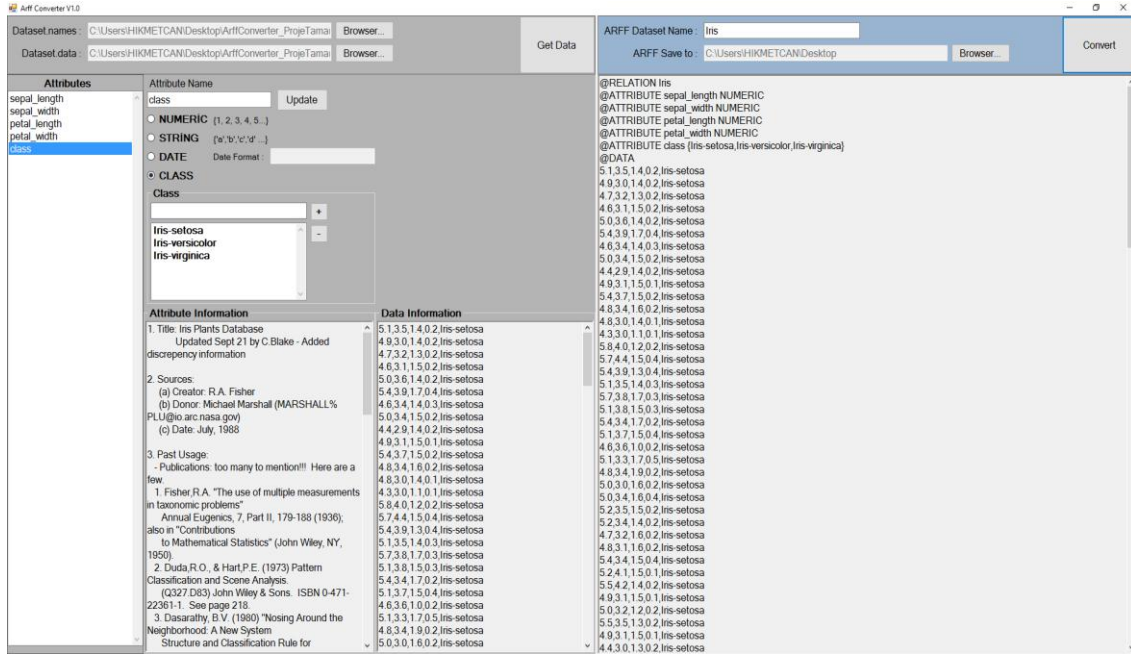 Arff Converter V1.0
Dataset.names : C:\Users\HIKMETCAN\Desktop\ArffConverter_ProjeTamai Browser...
Dataset.data : C:\Users\HIKMETCAN\Desktop\ArffConverter_ProjeTamai Browser...
Get Data
ARFF Dataset Name : Iris
ARFF Save to : C:\Users\HIKMETCAN\Desktop Browser...
Convert
Attributes
sepal_length
sepal_width
petal_length
petal_width
class
Attribute Name
class Update
NUMERİC {1, 2, 3, 4, 5...}
STRİNG {'a','b','c','d' ...}
DATE Date Format :
CLASS
Class
+
-
Iris-setosa
Iris-versicolor
Iris-virginica
Attribute Information
1. Title: Iris Plants Database
Updated Sept 21 by C.Blake - Added
discrepency information
2. Sources:
(a) Creator: R.A. Fisher
(b) Donor: Michael Marshall (MARSHALL%
PLU@io.arc.nasa.gov)
(c) Date: July, 1988
3. Past Usage:
- Publications: too many to mention!!! Here are a
few.
1. Fisher,R.A. "The use of multiple measurements
in taxonomic problems"
Annual Eugenics, 7, Part II, 179-188 (1936);
also in "Contributions
to Mathematical Statistics" (John Wiley, NY,
1950).
2. Duda,R.O., & Hart,P.E. (1973) Pattern
Classification and Scene Analysis.
(Q327.D83) John Wiley & Sons. ISBN 0-471-
22361-1. See page 218.
3. Dasarathy, B.V. (1980) "Nosing Around the
Neighborhood: A New System
Structure and Classification Rule for
Data Information
5.1,3.5,1.4,0.2,Iris-setosa
4.9,3.0,1.4,0.2,Iris-setosa
4.7,3.2,1.3,0.2,Iris-setosa
4.6,3.1,1.5,0.2,Iris-setosa
5.0,3.6,1.4,0.2,Iris-setosa
5.4,3.9,1.7,0.4,Iris-setosa
4.6,3.4,1.4,0.3,Iris-setosa
5.0,3.4,1.5,0.2,Iris-setosa
4.4,2.9,1.4,0.2,Iris-setosa
4.9,3.1,1.5,0.1,Iris-setosa
5.4,3.7,1.5,0.2,Iris-setosa
4.8,3.4,1.6,0.2,Iris-setosa
4.8,3.0,1.4,0.1,Iris-setosa
4.3,3.0,1.1,0.1,Iris-setosa
5.8,4.0,1.2,0.2,Iris-setosa
5.7,4.4,1.5,0.4,Iris-setosa
5.4,3.9,1.3,0.4,Iris-setosa
5.1,3.5,1.4,0.3,Iris-setosa
5.7,3.8,1.7,0.3,Iris-setosa
5.1,3.8,1.5,0.3,Iris-setosa
5.4,3.4,1.7,0.2,Iris-setosa
5.1,3.7,1.5,0.4,Iris-setosa
4.6,3.6,1.0,0.2,Iris-setosa
5.1,3.3,1.7,0.5,Iris-setosa
4.8,3.4,1.9,0.2,Iris-setosa
5.0,3.0,1.6,0.2,Iris-setosa
@RELATION Iris
@ATTRIBUTE sepal_length NUMERIC
@ATTRIBUTE sepal_width NUMERIC
@ATTRIBUTE petal_length NUMERIC
@ATTRIBUTE petal_width NUMERIC
@ATTRIBUTE class {Iris-setosa,Iris-versicolor,Iris-virginica}
@DATA
5.1,3.5,1.4,0.2,Iris-setosa
4.9,3.0,1.4,0.2,Iris-setosa
4.7,3.2,1.3,0.2,Iris-setosa
4.6,3.1,1.5,0.2,Iris-setosa
5.0,3.6,1.4,0.2,Iris-setosa
5.4,3.9,1.7,0.4,Iris-setosa
4.6,3.4,1.4,0.3,Iris-setosa
5.0,3.4,1.5,0.2,Iris-setosa
4.4,2.9,1.4,0.2,Iris-setosa
4.9,3.1,1.5,0.1,Iris-setosa
5.4,3.7,1.5,0.2,Iris-setosa
4.8,3.4,1.6,0.2,Iris-setosa
4.8,3.0,1.4,0.1,Iris-setosa
4.3,3.0,1.1,0.1,Iris-setosa
5.8,4.0,1.2,0.2,Iris-setosa
5.7,4.4,1.5,0.4,Iris-setosa
5.4,3.9,1.3,0.4,Iris-setosa
5.1,3.5,1.4,0.3,Iris-setosa
5.7,3.8,1.7,0.3,Iris-setosa
5.1,3.8,1.5,0.3,Iris-setosa
5.4,3.4,1.7,0.2,Iris-setosa
5.1,3.7,1.5,0.4,Iris-setosa
4.6,3.6,1.0,0.2,Iris-setosa
5.1,3.3,1.7,0.5,Iris-setosa
4.8,3.4,1.9,0.2,Iris-setosa
5.0,3.0,1.6,0.2,Iris-setosa
5.0,3.4,1.6,0.4,Iris-setosa
5.2,3.5,1.5,0.2,Iris-setosa
5.2,3.4,1.4,0.2,Iris-setosa
4.7,3.2,1.6,0.2,Iris-setosa
4.8,3.1,1.6,0.2,Iris-setosa
5.4,3.4,1.5,0.4,Iris-setosa
5.2,4.1,1.5,0.1,Iris-setosa
5.5,4.2,1.4,0.2,Iris-setosa
4.9,3.1,1.5,0.1,Iris-setosa
5.0,3.2,1.2,0.2,Iris-setosa
5.5,3.5,1.3,0.2,Iris-setosa
4.9,3.1,1.5,0.1,Iris-setosa
4.4,3.0,1.3,0.2,Iris-setosa